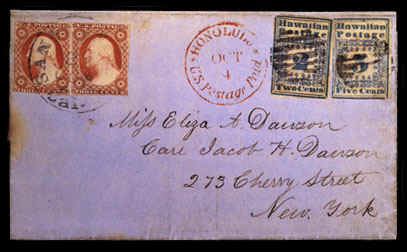 HONOLULU
OCT
4
U.S. Postage Paid
Hawaiian
Postage
2
Two Cents
Hawaiian
Postage
Five Cents
Miss Eliza A. Dawson
Care Jacob H. Dawson
273 Cherry Street
New. York